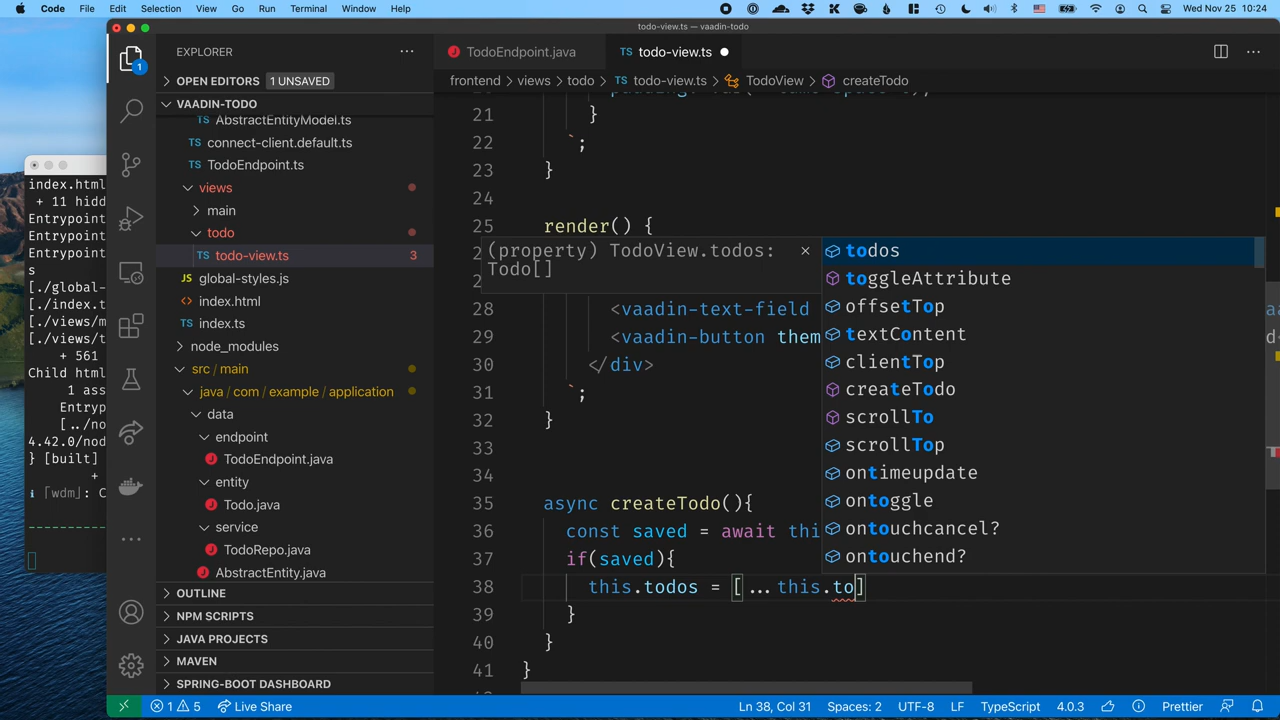 Code File Edit Selection View Go Run Terminal Window Help Wed Nov 25 10:24
todo-view.ts — vaadin-todo
EXPLORER
TodoEndpoint.java
TS todo-view.ts
OPEN EDITORS 1 UNSAVED
frontend > views > todo > TS todo-view.ts > TodoView > createTodo
VAADIN-TODO
AbstractEntityModel.ts
TS connect-client.default.ts
TS TodoEndpoint.ts
views
main
todo
TS todo-view.ts 3
JS global-styles.js
index.html
TS index.ts
node_modules
src / main
java / com / example / application
data
endpoint
TodoEndpoint.java
entity
Todo.java
service
TodoRepo.java
AbstractEntity.java
OUTLINE
NPM SCRIPTS
JAVA PROJECTS
MAVEN
SPRING-BOOT DASHBOARD
1
index.html
+ 11 hidd
Entrypoint
Entrypoint
Entrypoint
s
[./global-
[./index.t
[./views/m
[./views/t
+ 561
Child html
1 ass
Entryp
[../no
4.42.0/nod
} [built]
+
ℹ ｢wdm｣: C
----------
21 }
22 `;
23 }
24
25 render() {
(property) TodoView.todos: ×
Todo[]
28 <vaadin-text-field
29 <vaadin-button them
30 </div>
31 `;
32 }
33
34
35 async createTodo(){
36 const saved = await thi
37 if(saved){
38 this.todos = [...this.to]
39 }
40 }
41 }
todos
toggleAttribute
offsetTop
textContent
clientTop
createTodo
scrollTo
scrollTop
ontimeupdate
ontoggle
ontouchcancel?
ontouchend?
1 5 Live Share Ln 38, Col 31 Spaces: 2 UTF-8 LF TypeScript 4.0.3 Prettier